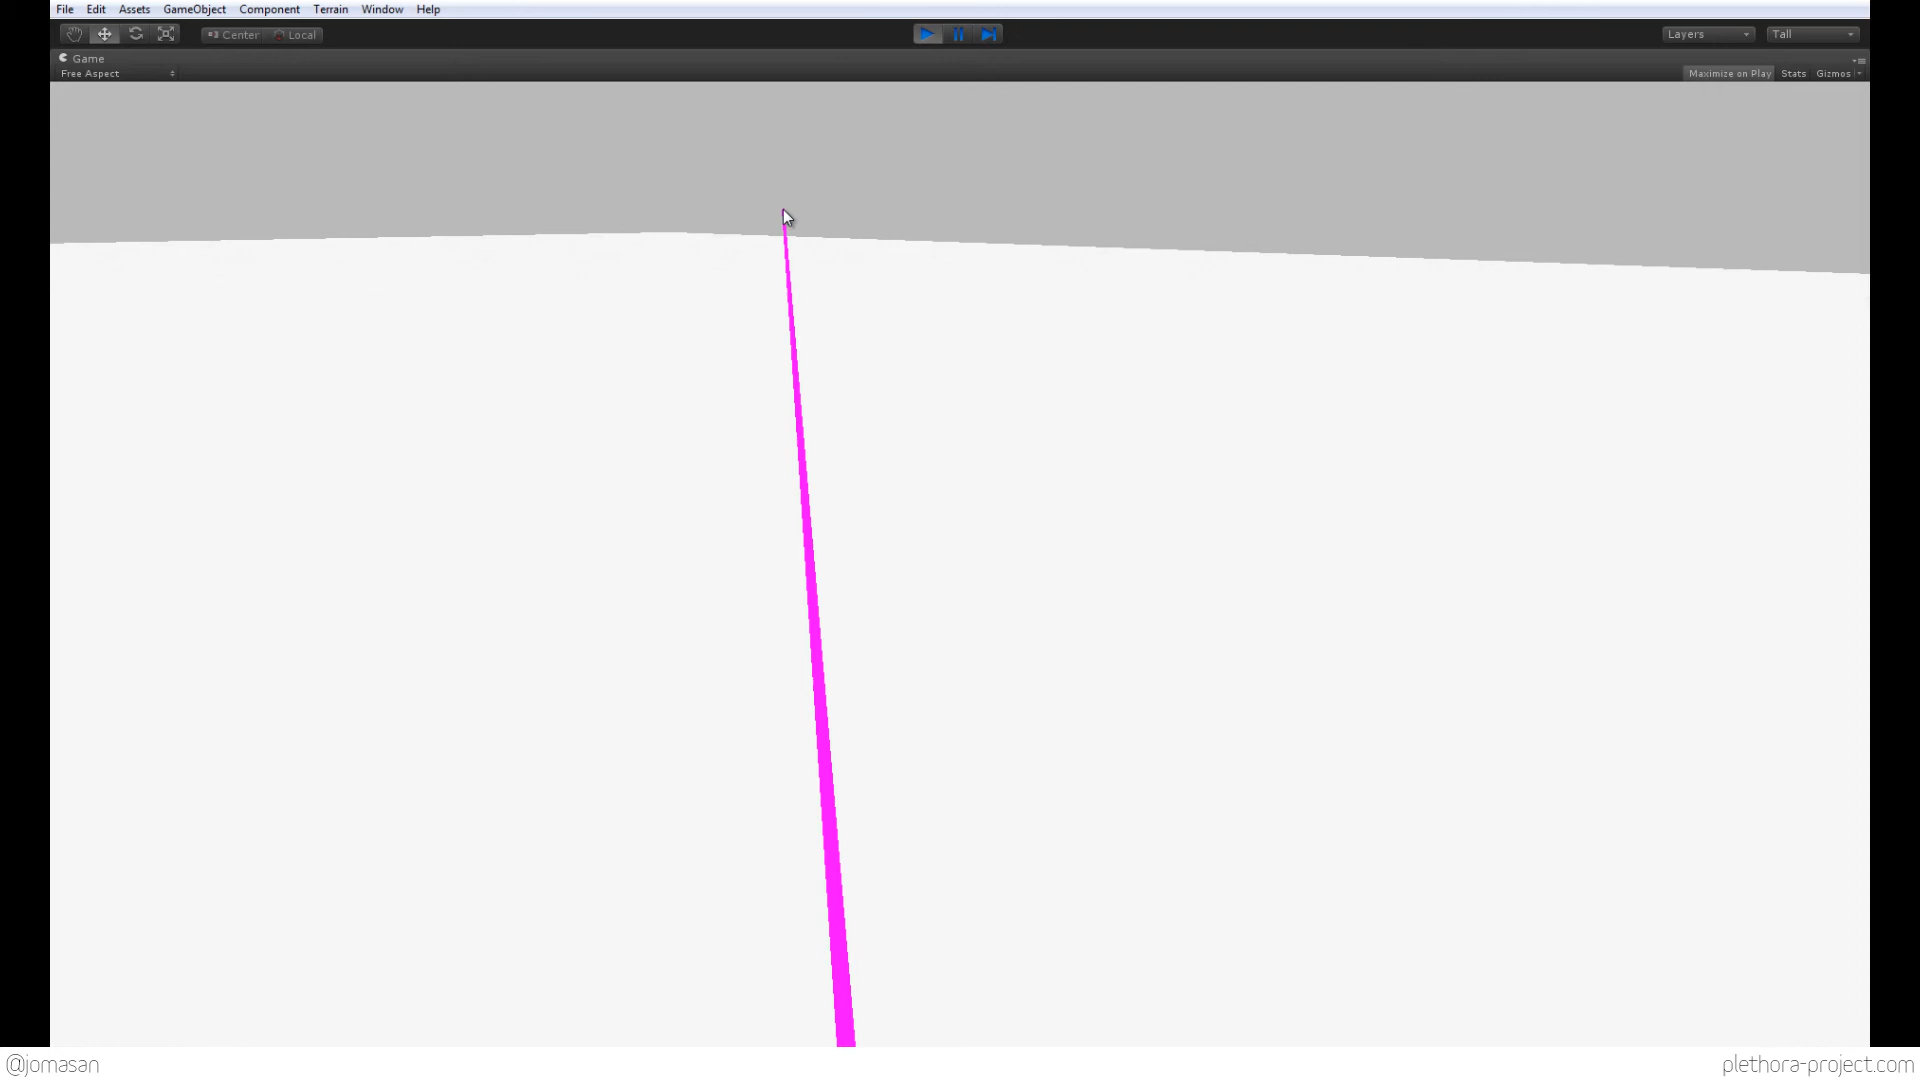 File Edit Assets GameObject Component Terrain Window Help
Center Local Layers Tall
Game
Free Aspect Maximize on Play Stats Gizmos
@jomasan plethora-project.com